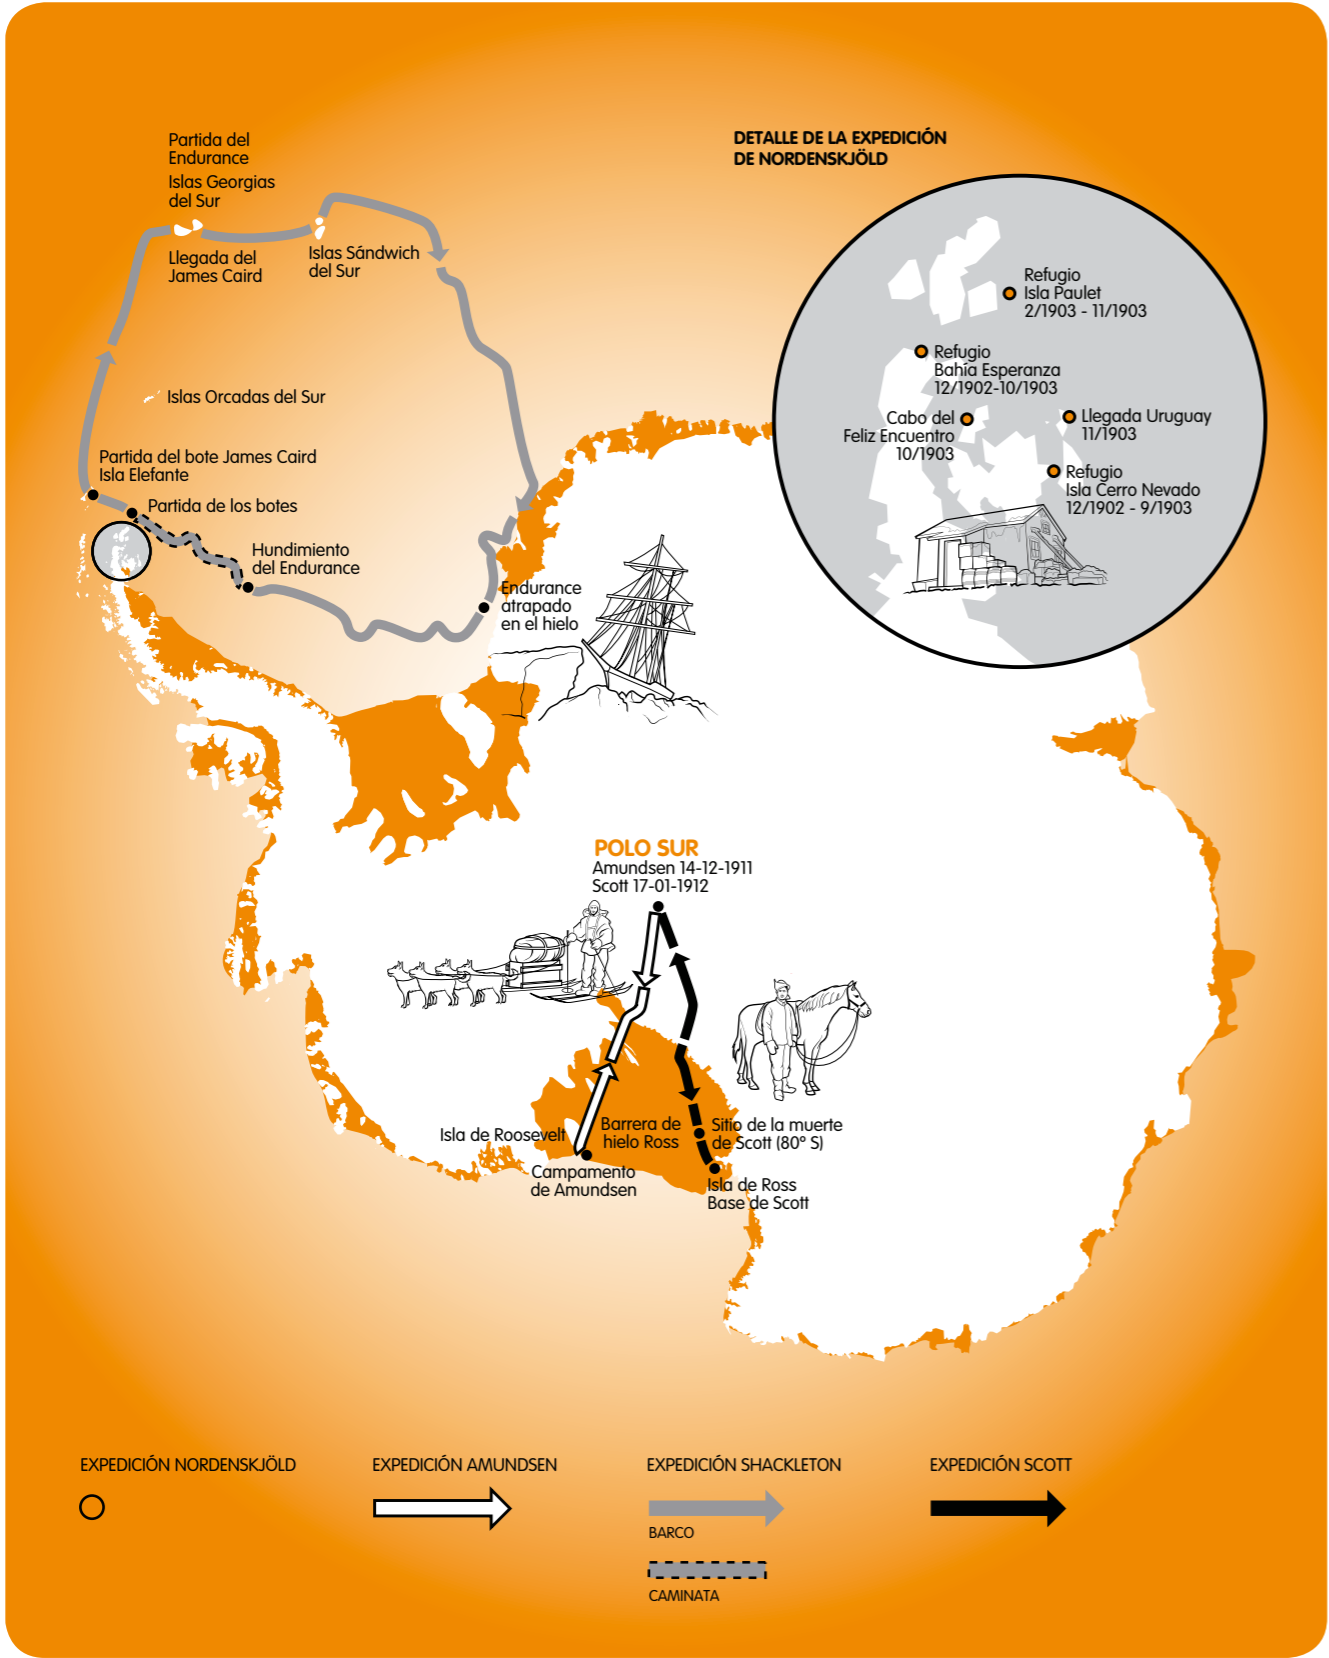 Partida del
Endurance
Islas Georgias
del Sur
Llegada del
James Caird
Islas Sándwich
del Sur
DETALLE DE LA EXPEDICIÓN
DE NORDENSKJÖLD
Refugio
Isla Paulet
2/1903 - 11/1903
Refugio
Bahía Esperanza
12/1902-10/1903
Cabo del
Feliz Encuentro
10/1903
Llegada Uruguay
11/1903
Refugio
Isla Cerro Nevado
12/1902 - 9/1903
Islas Orcadas del Sur
Partida del bote James Caird
Isla Elefante
Partida de los botes
Hundimiento
del Endurance
Endurance
atrapado
en el hielo
POLO SUR
Amundsen 14-12-1911
Scott 17-01-1912
Isla de Roosevelt
Barrera de
hielo Ross
Sitio de la muerte
de Scott (80° S)
Campamento
de Amundsen
Isla de Ross
Base de Scott
EXPEDICIÓN NORDENSKJÖLD
EXPEDICIÓN AMUNDSEN
EXPEDICIÓN SHACKLETON
BARCO
CAMINATA
EXPEDICIÓN SCOTT